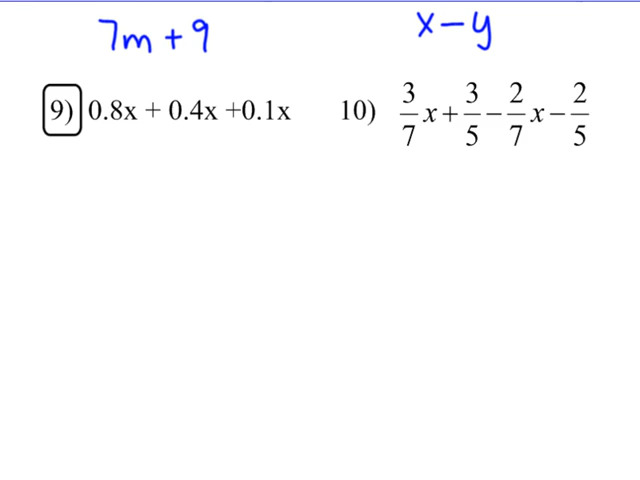 7m + 9
x - y
9) 0.8x + 0.4x +0.1x
10) 3/7 x + 3/5 - 2/7 x - 2/5